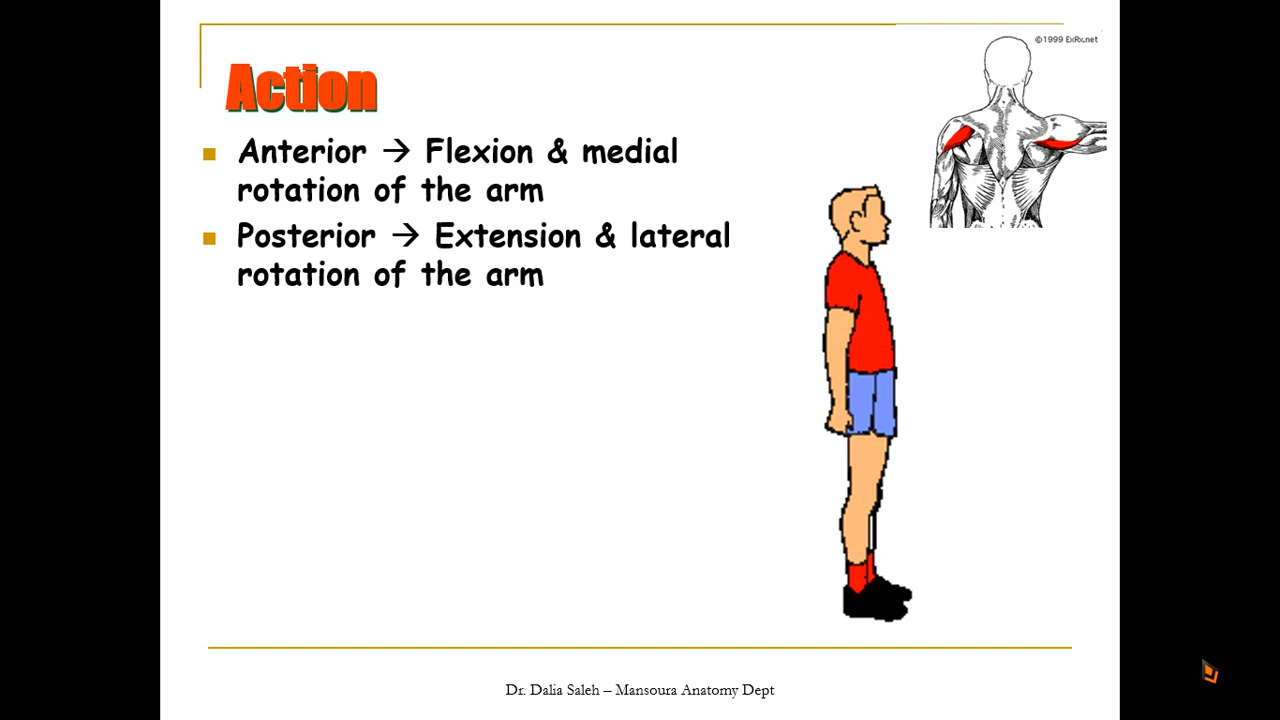 ©1999 ExRx.net
Action
■ Anterior → Flexion & medial
rotation of the arm
■ Posterior → Extension & lateral
rotation of the arm
Dr. Dalia Saleh – Mansoura Anatomy Dept